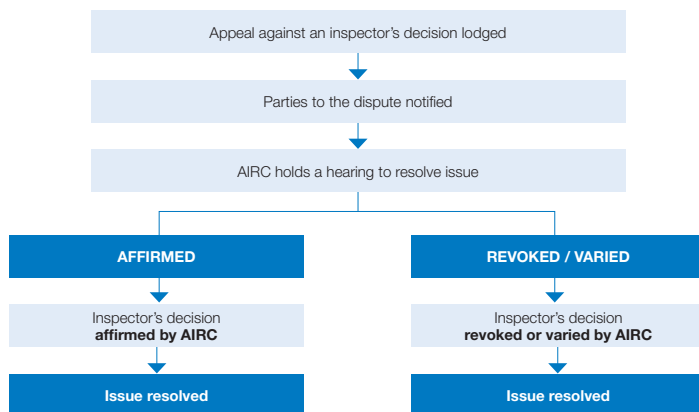 Appeal against an inspector's decision lodged
Parties to the dispute notified
AIRC holds a hearing to resolve issue
AFFIRMED
REVOKED / VARIED
Inspector's decision
affirmed by AIRC
Inspector's decision
revoked or varied by AIRC
Issue resolved
Issue resolved